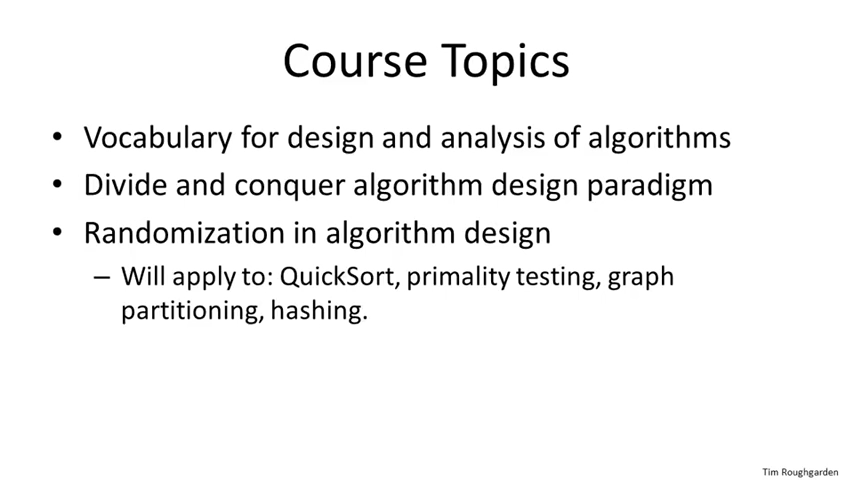 Course Topics
• Vocabulary for design and analysis of algorithms
• Divide and conquer algorithm design paradigm
• Randomization in algorithm design
– Will apply to: QuickSort, primality testing, graph
partitioning, hashing.
Tim Roughgarden